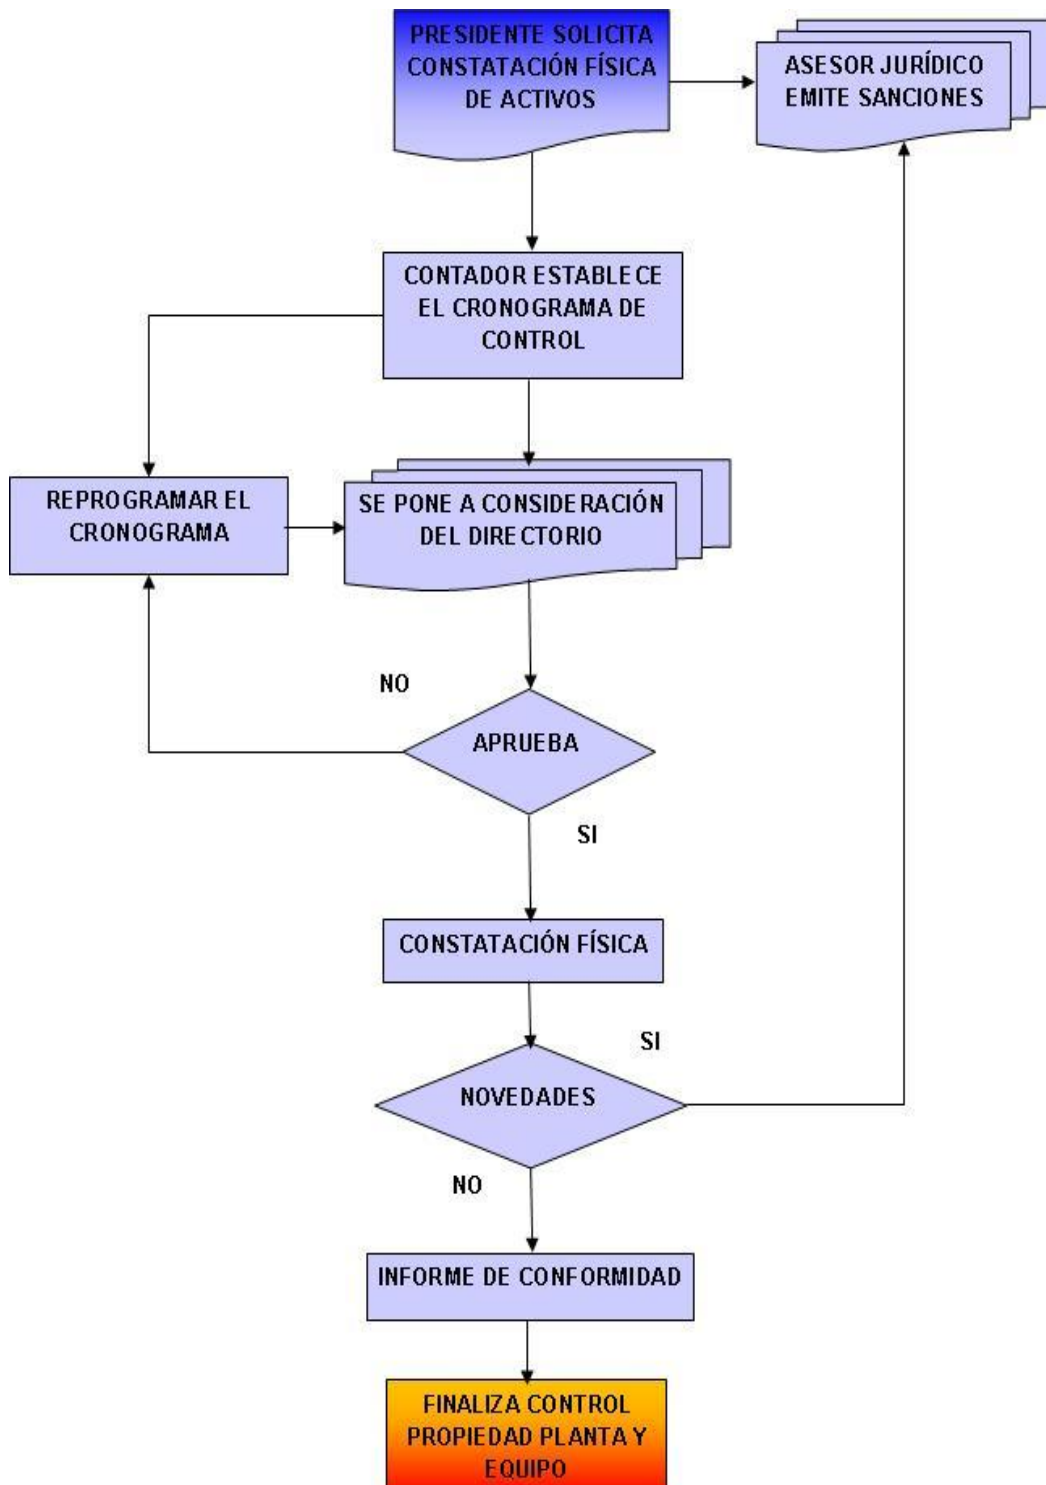 PRESIDENTE SOLICITA
CONSTATACIÓN FÍSICA
DE ACTIVOS
ASESOR JURÍDICO
EMITE SANCIONES
CONTADOR ESTABLECE
EL CRONOGRAMA DE
CONTROL
REPROGRAMAR EL
CRONOGRAMA
SE PONE A CONSIDERACIÓN
DEL DIRECTORIO
NO
APRUEBA
SI
CONSTATACIÓN FÍSICA
SI
NOVEDADES
NO
INFORME DE CONFORMIDAD
FINALIZA CONTROL
PROPIEDAD PLANTA Y
EQUIPO